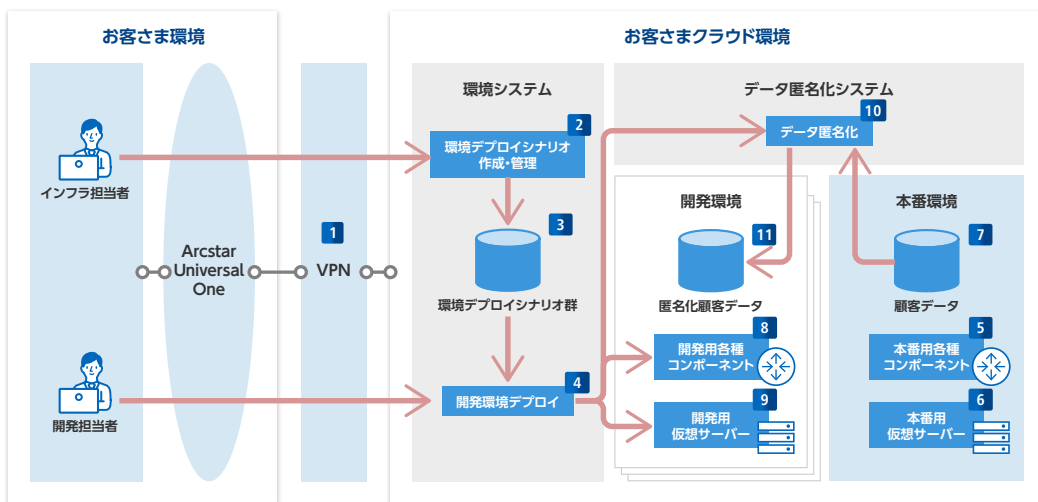 お客さま環境
お客さまクラウド環境
環境システム
データ匿名化システム
2
10
環境デプロイシナリオ
作成・管理
データ匿名化
インフラ担当者
開発環境
本番環境
1
3
11
7
Arcstar
Universal
One
VPN
環境デプロイシナリオ群
匿名化顧客データ
顧客データ
8
5
開発用各種
コンポーネント
本番用各種
コンポーネント
4
開発環境デプロイ
9
6
開発用
仮想サーバー
本番用
仮想サーバー
開発担当者